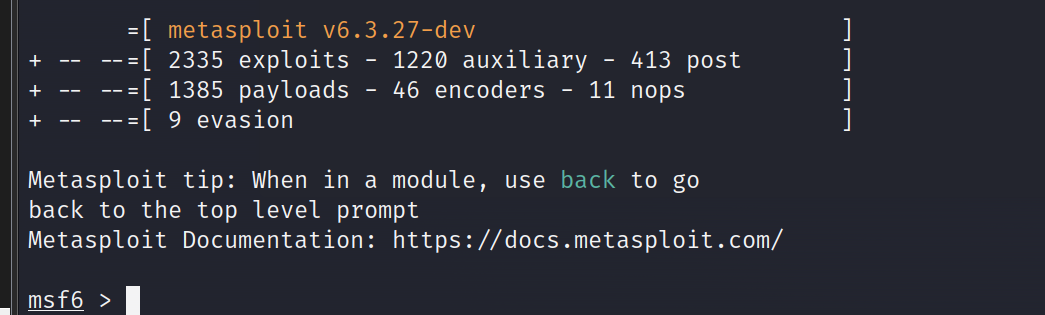 =[ metasploit v6.3.27-dev ]
+ -- --=[ 2335 exploits - 1220 auxiliary - 413 post ]
+ -- --=[ 1385 payloads - 46 encoders - 11 nops ]
+ -- --=[ 9 evasion ]
Metasploit tip: When in a module, use back to go
back to the top level prompt
Metasploit Documentation: https://docs.metasploit.com/
msf6 >